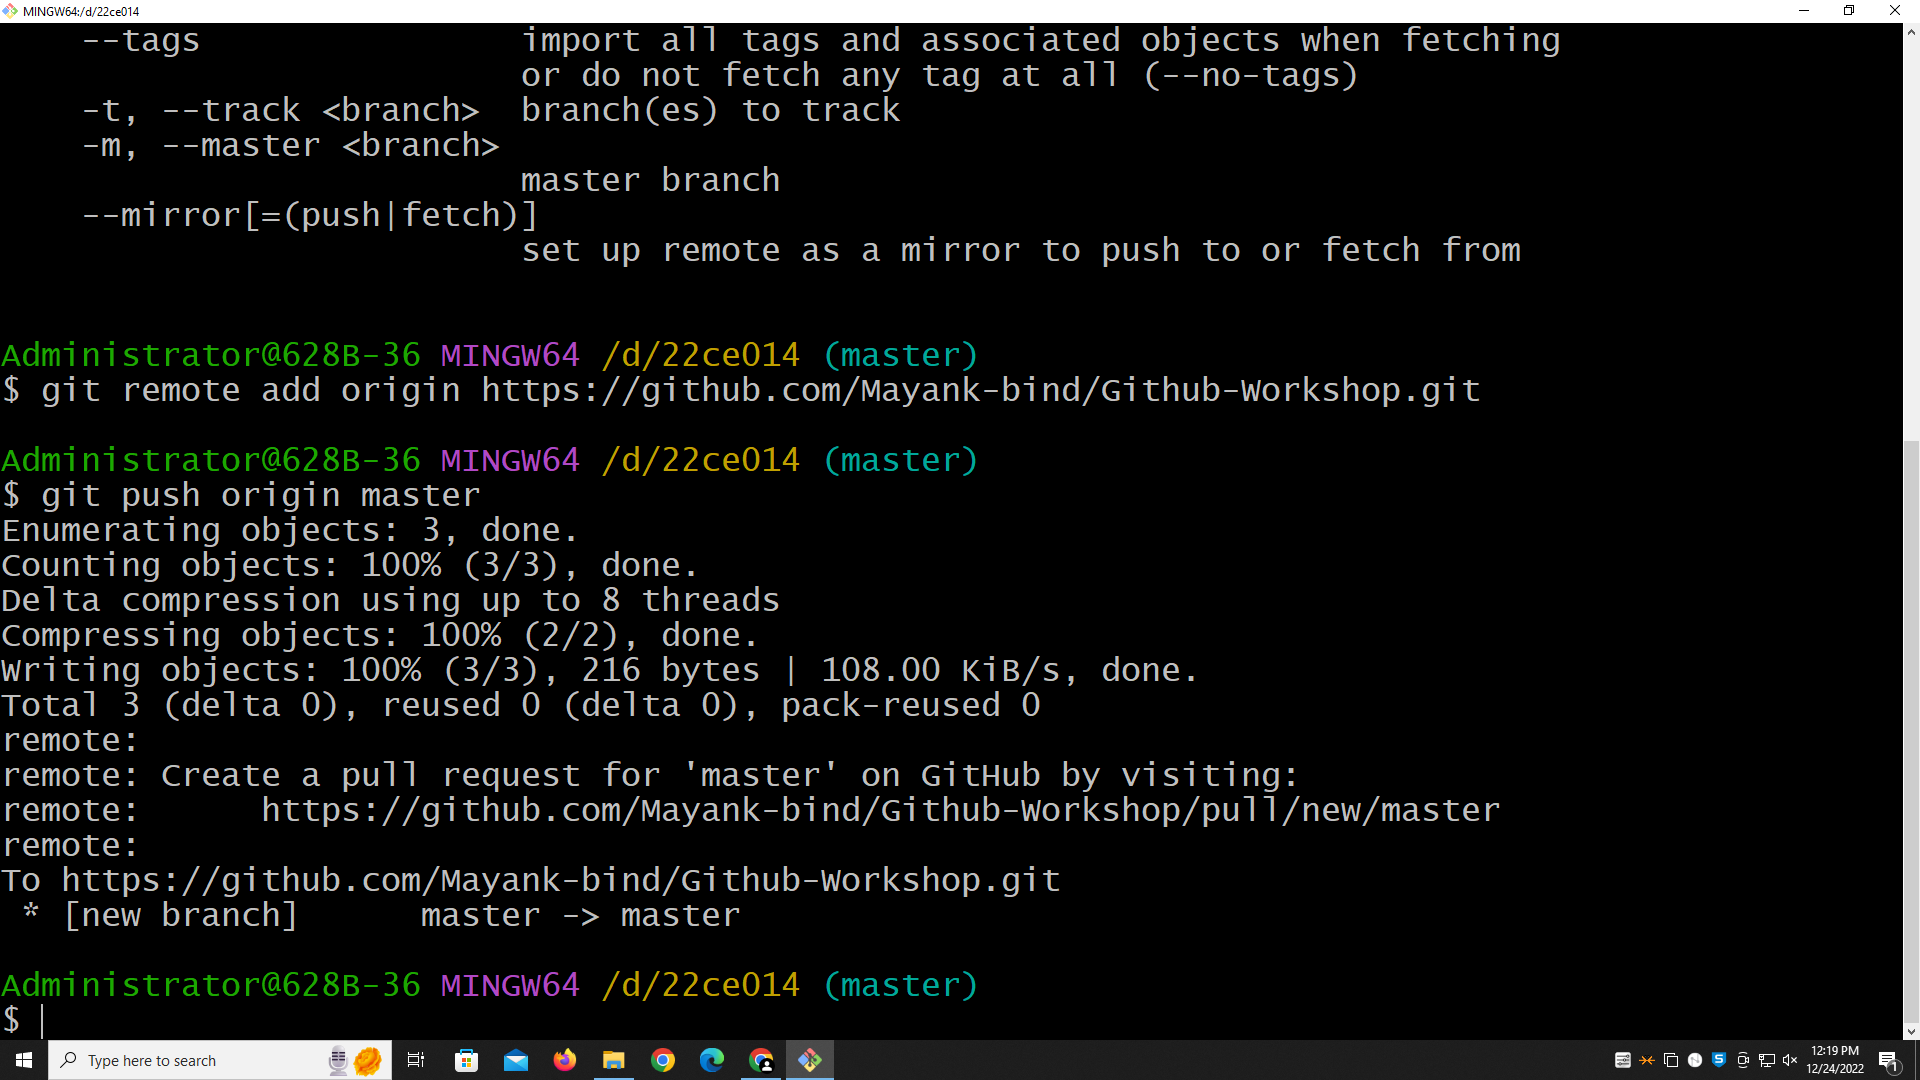 MINGW64:/d/22ce014
--tags                import all tags and associated objects when fetching
or do not fetch any tag at all (--no-tags)
-t, --track <branch>  branch(es) to track
-m, --master <branch>
master branch
--mirror[=(push|fetch)]
set up remote as a mirror to push to or fetch from
Administrator@628B-36 MINGW64 /d/22ce014 (master)
$ git remote add origin https://github.com/Mayank-bind/Github-Workshop.git
Administrator@628B-36 MINGW64 /d/22ce014 (master)
$ git push origin master
Enumerating objects: 3, done.
Counting objects: 100% (3/3), done.
Delta compression using up to 8 threads
Compressing objects: 100% (2/2), done.
Writing objects: 100% (3/3), 216 bytes | 108.00 KiB/s, done.
Total 3 (delta 0), reused 0 (delta 0), pack-reused 0
remote:
remote: Create a pull request for 'master' on GitHub by visiting:
remote:      https://github.com/Mayank-bind/Github-Workshop/pull/new/master
remote:
To https://github.com/Mayank-bind/Github-Workshop.git
* [new branch]      master -> master
Administrator@628B-36 MINGW64 /d/22ce014 (master)
$
Type here to search
12:19 PM
12/24/2022
1